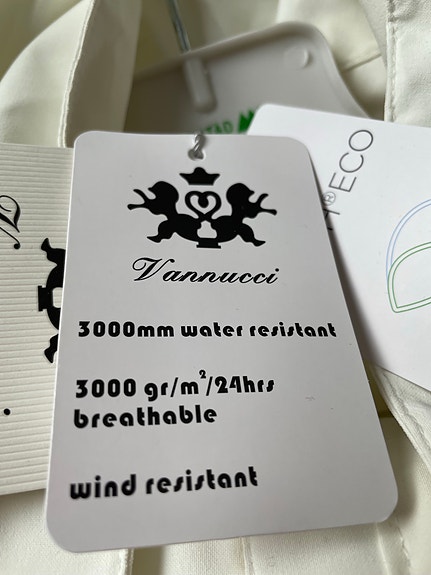 Vannucci
3000mm water resistant
3000 gr/m²/24hrs
breathable
wind resistant
®ECO